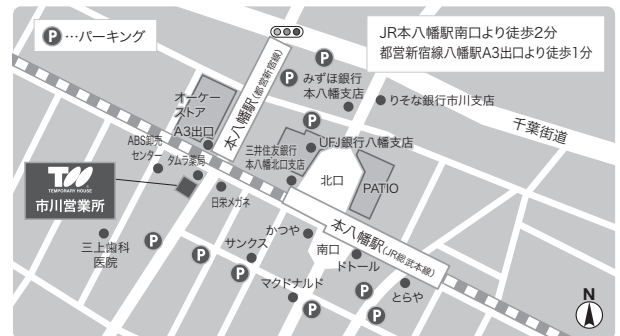 P…パーキング
JR本八幡駅南口より徒歩2分
都営新宿線八幡駅A3出口より徒歩1分
P
みずほ銀行
本八幡支店
P
りそな銀行市川支店
千葉街道
本八幡駅(都営新宿線)
オーケー
ストア
A3出口
P
UFJ銀行八幡支店
三井住友銀行
本八幡北口支店
ABS卸売
センター
タムラ薬局
TM
TEMPORARY HOUSE
市川営業所
日栄メガネ
北口
PATIO
本八幡駅(JR総武本線)
三上歯科
医院
P
P
サンクス
かつや
南口
ドトール
P
マクドナルド
とらや
P
P
P
N